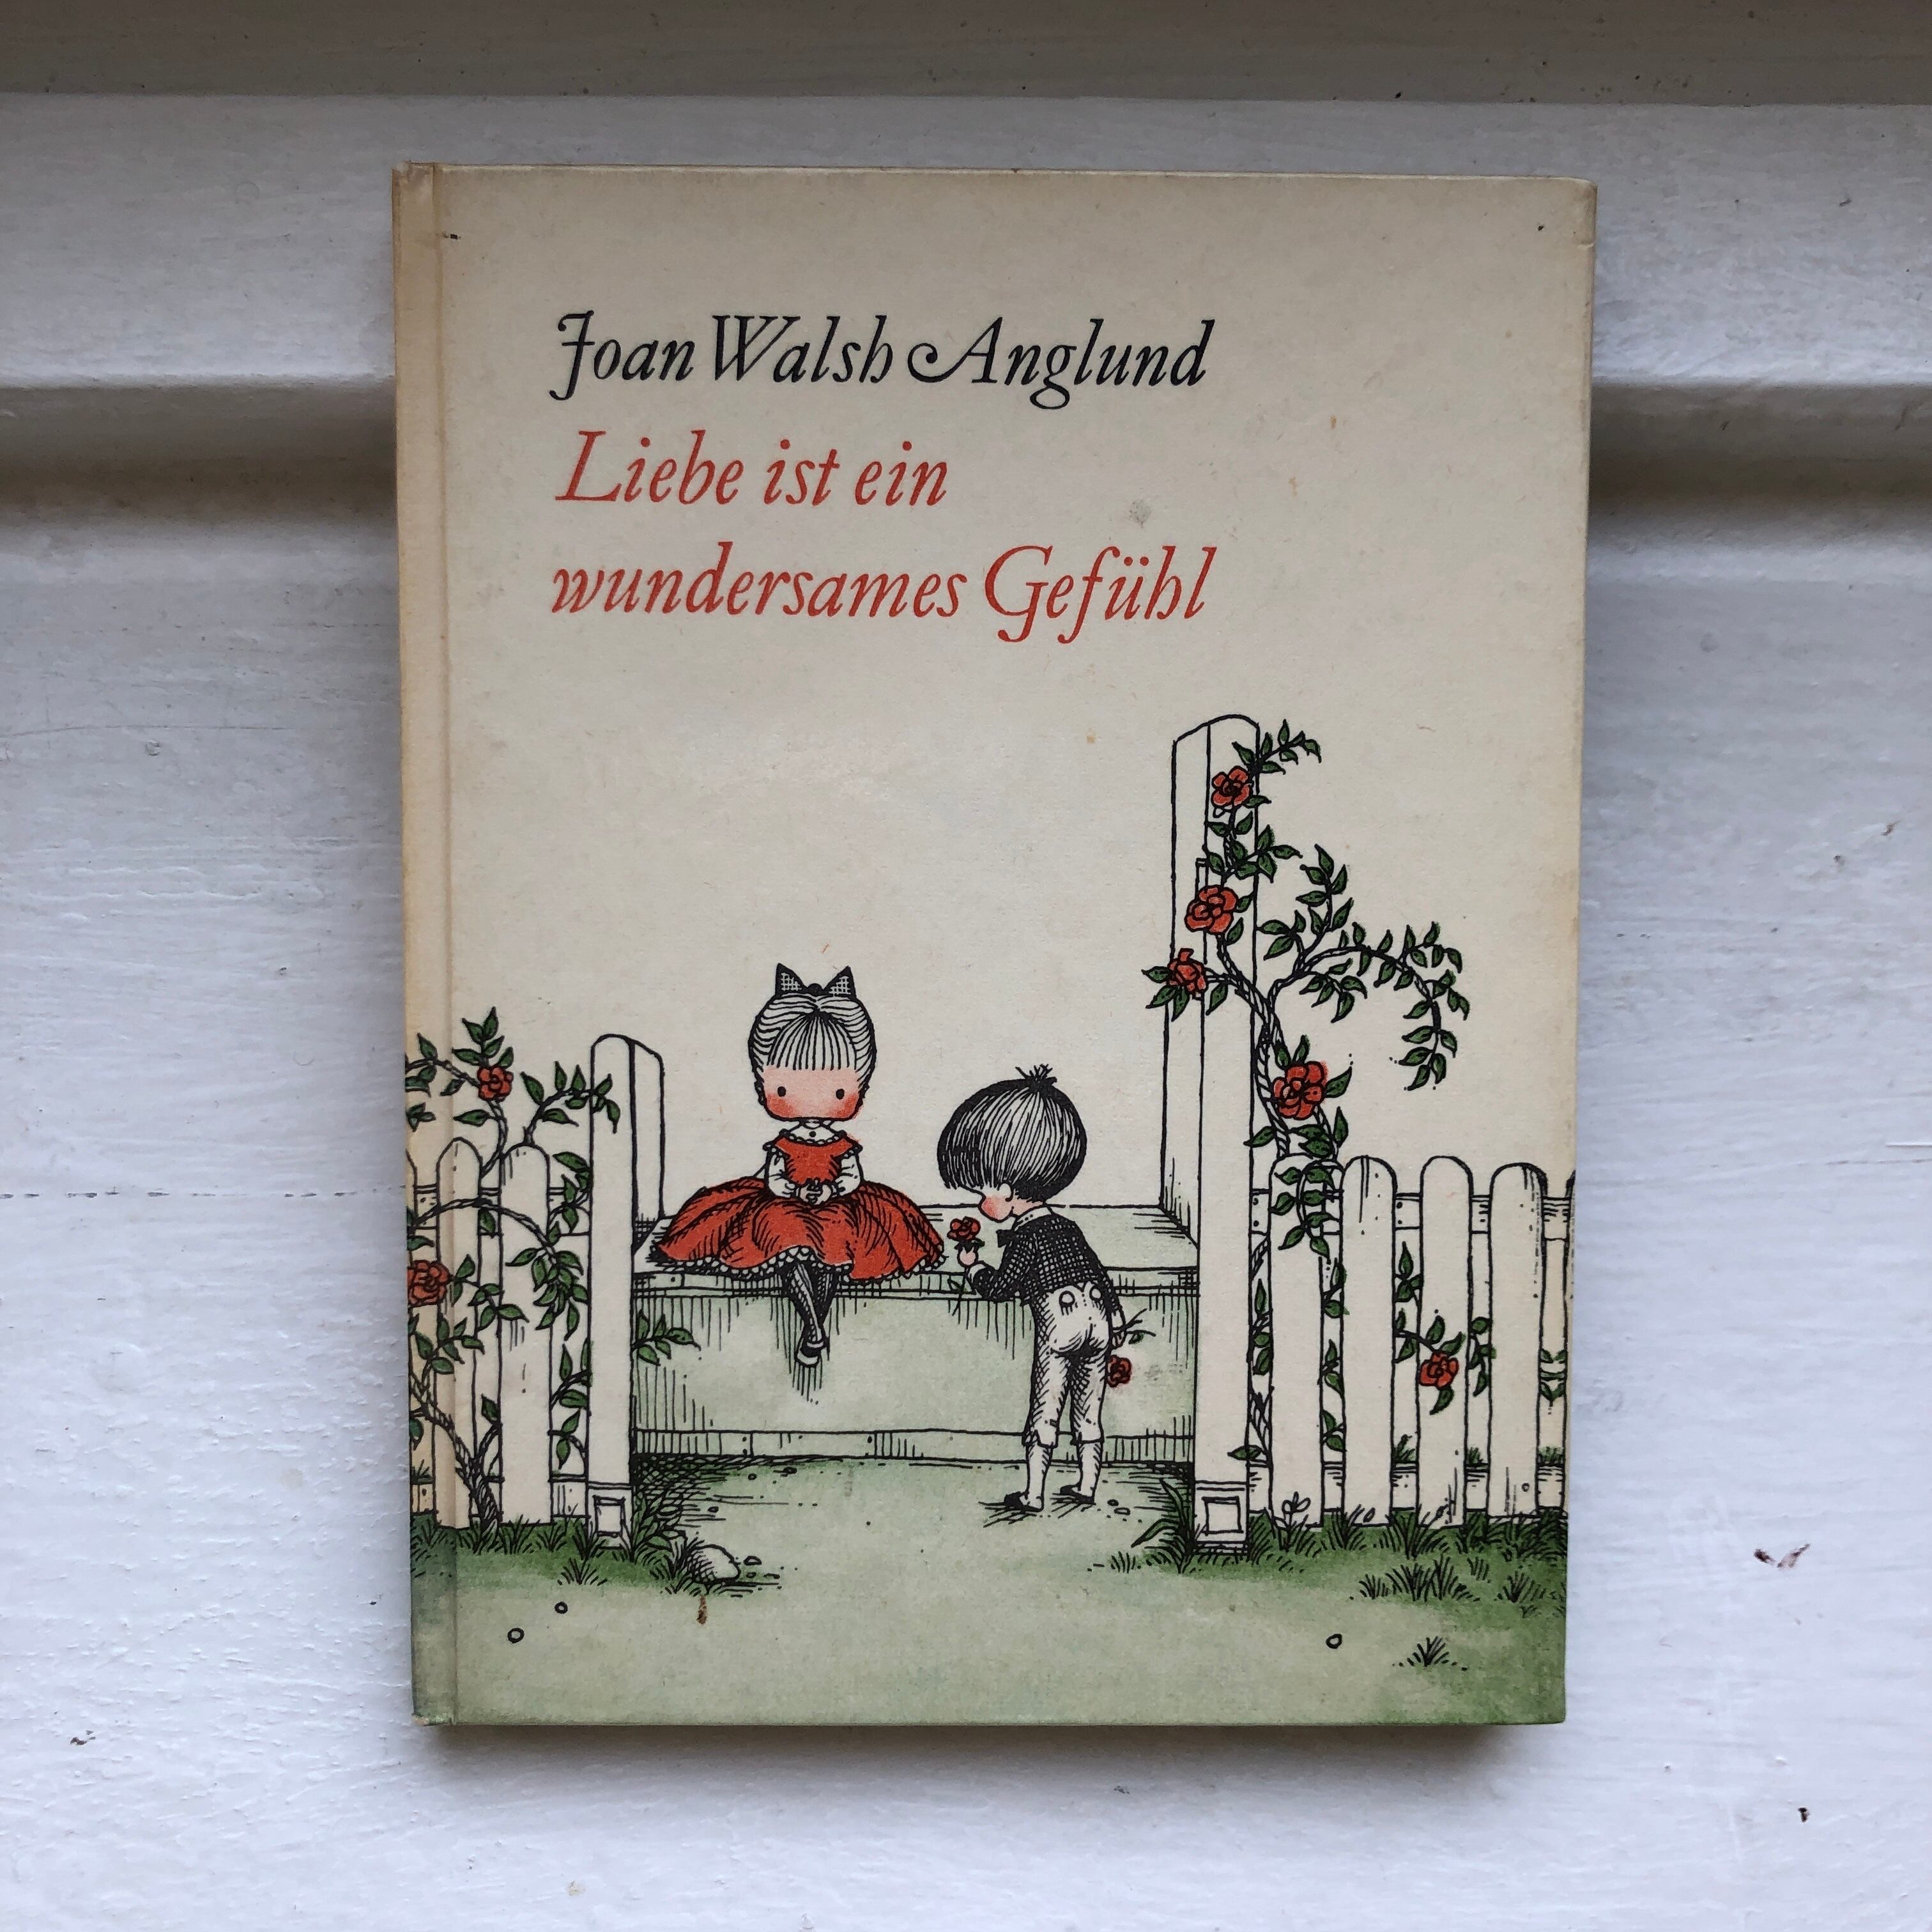 Joan Walsh Anglund
Liebe ist ein
wundersames Gefühl